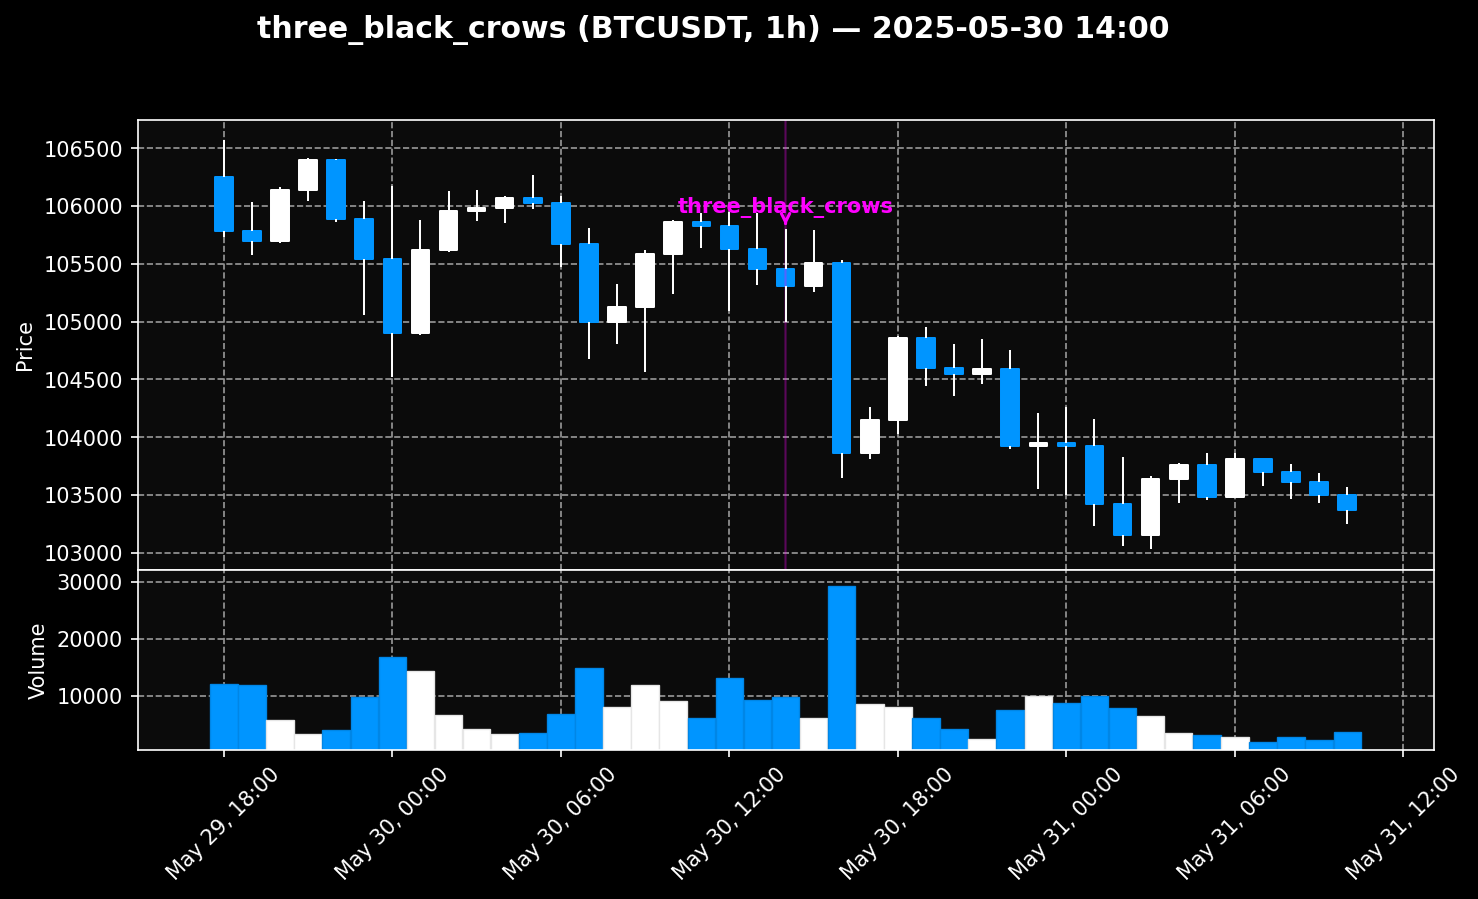 three_black_crows (BTCUSDT, 1h) — 2025-05-30 14:00
106500
106000
105500
105000
104500
104000
103500
103000
Price
three_black_crows
30000
20000
10000
Volume
May 29, 18:00
May 30, 00:00
May 30, 06:00
May 30, 12:00
May 30, 18:00
May 31, 00:00
May 31, 06:00
May 31, 12:00